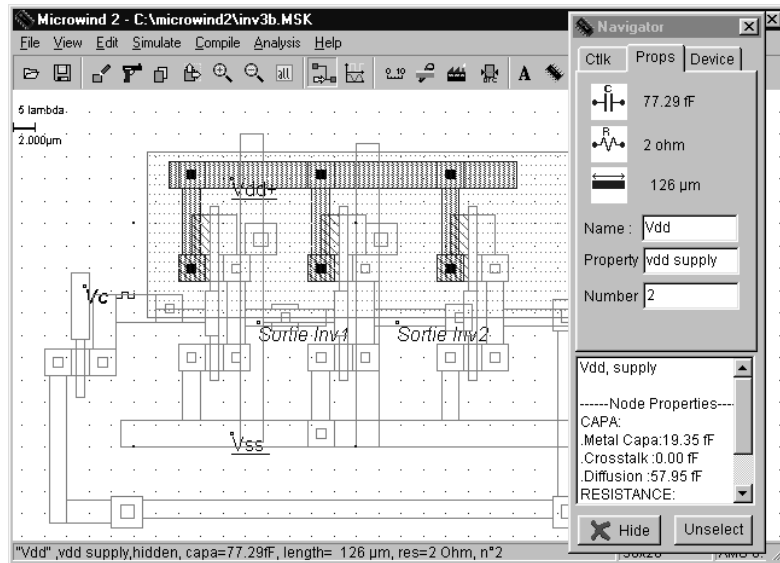 Microwind 2 - C:\microwind2\inv3b.MSK
File View Edit Simulate Compile Analysis Help
5 lambda
2.000µm
Vdd+
Vc
Sortie Inv1
Sortie Inv2
Vss
"Vdd" ,vdd supply,hidden, capa=77.29fF, length= 126 µm, res=2 Ohm, n°2
Navigator
Ctlk Props Device
C
77.29 fF
R
2 ohm
126 µm
Name : Vdd
Property vdd supply
Number 2
Vdd, supply
------Node Properties----
CAPA:
.Metal Capa:19.35 fF
.Crosstalk :0.00 fF
.Diffusion :57.95 fF
RESISTANCE:
Hide Unselect